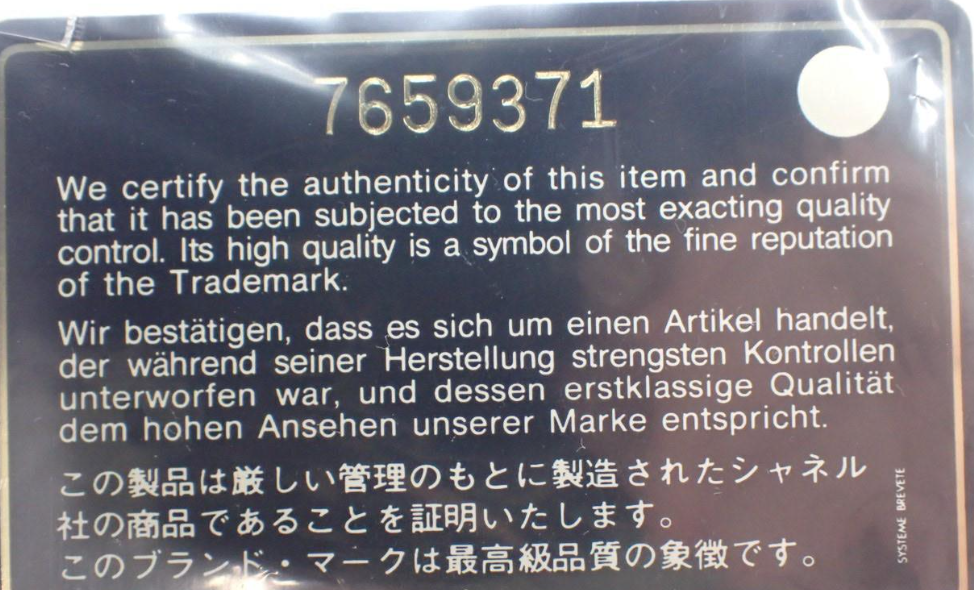 7659371
We certify the authenticity of this item and confirm
that it has been subjected to the most exacting quality
control. Its high quality is a symbol of the fine reputation
of the Trademark.
Wir bestätigen, dass es sich um einen Artikel handelt,
der während seiner Herstellung strengsten Kontrollen
unterworfen war, und dessen erstklassige Qualität
dem hohen Ansehen unserer Marke entspricht.
この製品は厳しい管理のもとに製造されたシャネル
社の商品であることを証明いたします。
このブランド・マークは最高級品質の象徴です。
SYSTEME BREVETE